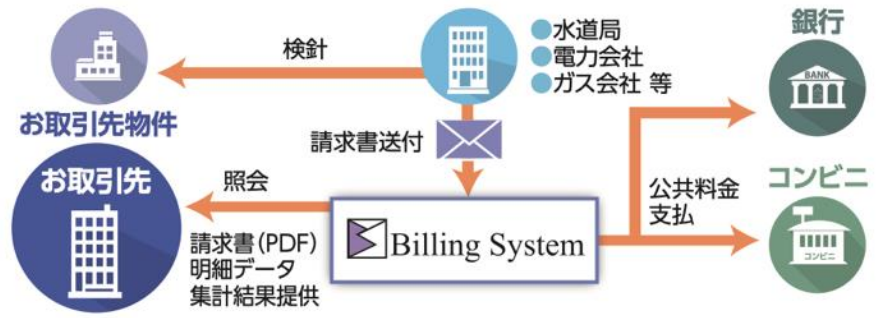 検針
●水道局
●電力会社
●ガス会社 等
銀行
BANK
お取引先物件
請求書送付
お取引先
照会
請求書（PDF）
明細データ
集計結果提供
Billing System
公共料金
支払
コンビニ
コンビニ